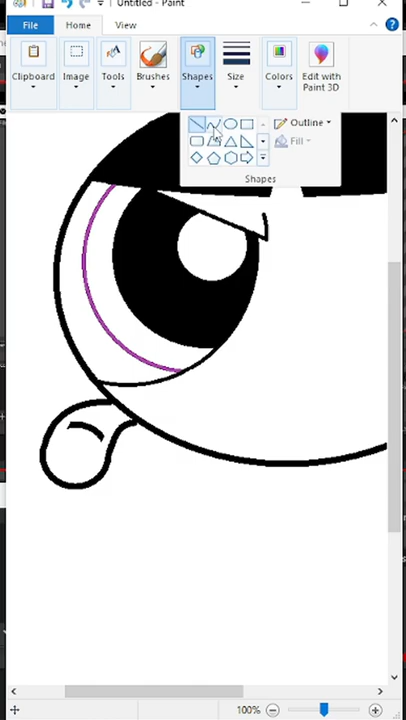 Untitled - Paint
File Home View
Clipboard Image Tools Brushes Shapes Size Colors Edit with
Paint 3D
Outline
Fill
Shapes
100%